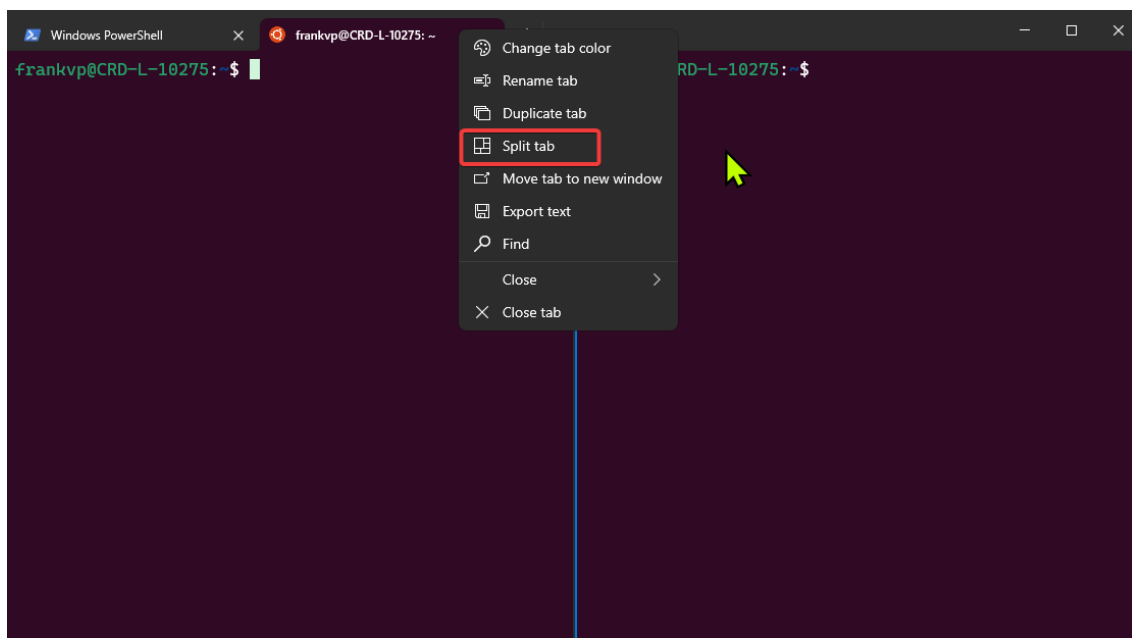 Windows PowerShell
frankvp@CRD-L-10275: ~
frankvp@CRD-L-10275:~$
RD-L-10275:~$
Change tab color
Rename tab
Duplicate tab
Split tab
Move tab to new window
Export text
Find
Close
Close tab